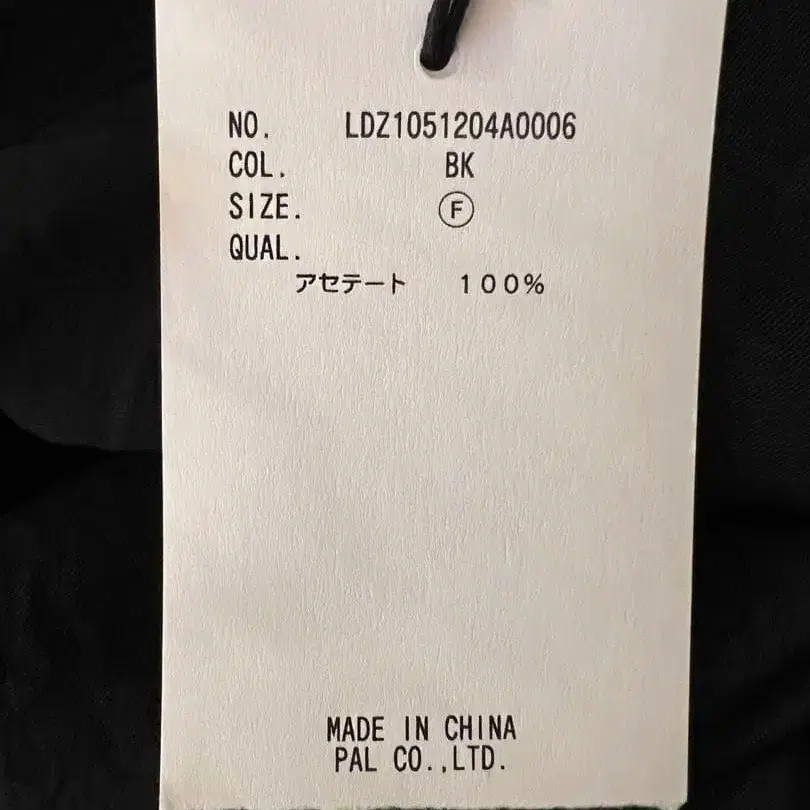 NO. LDZ1051204A0006
COL. BK
SIZE. Ⓕ
QUAL.
アセテート 100%
MADE IN CHINA
PAL CO.,LTD.